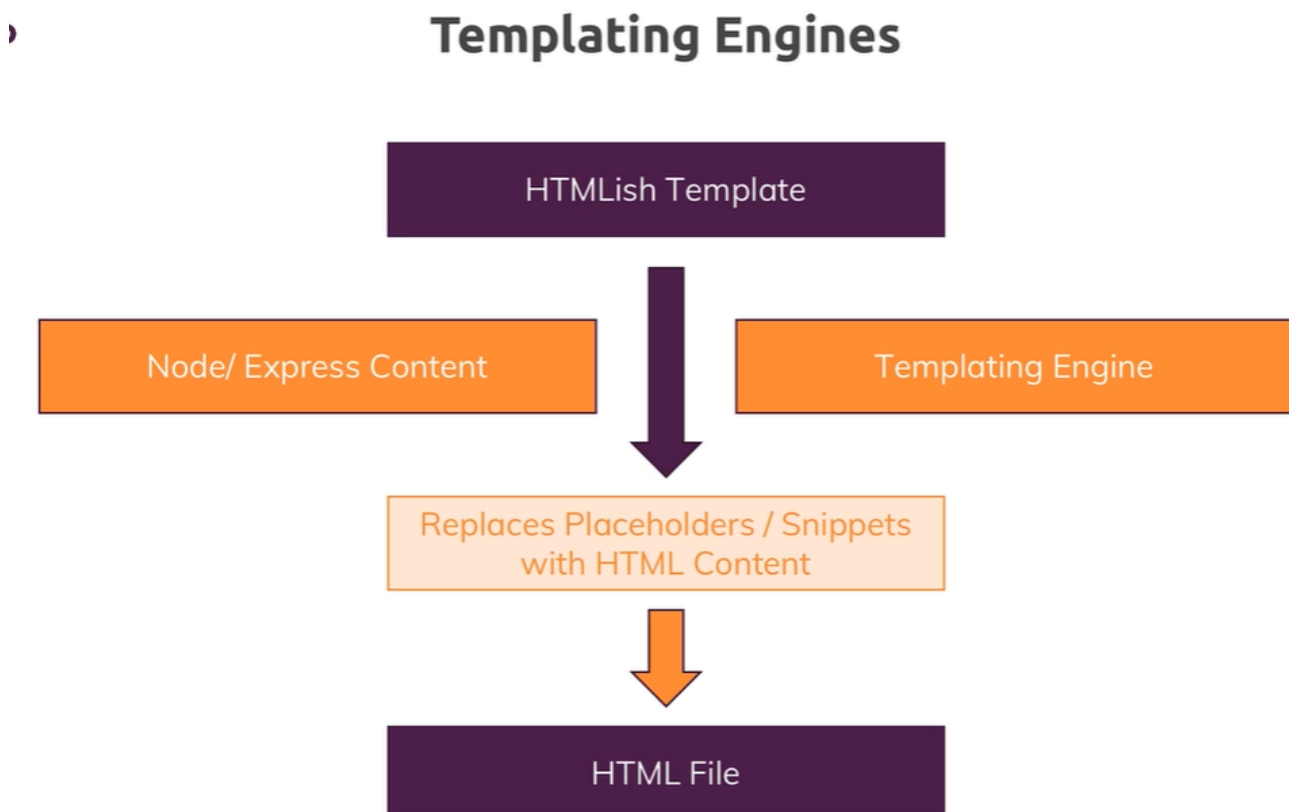 Templating Engines
HTMLish Template
Node/ Express Content
Templating Engine
Replaces Placeholders / Snippets
with HTML Content
HTML File